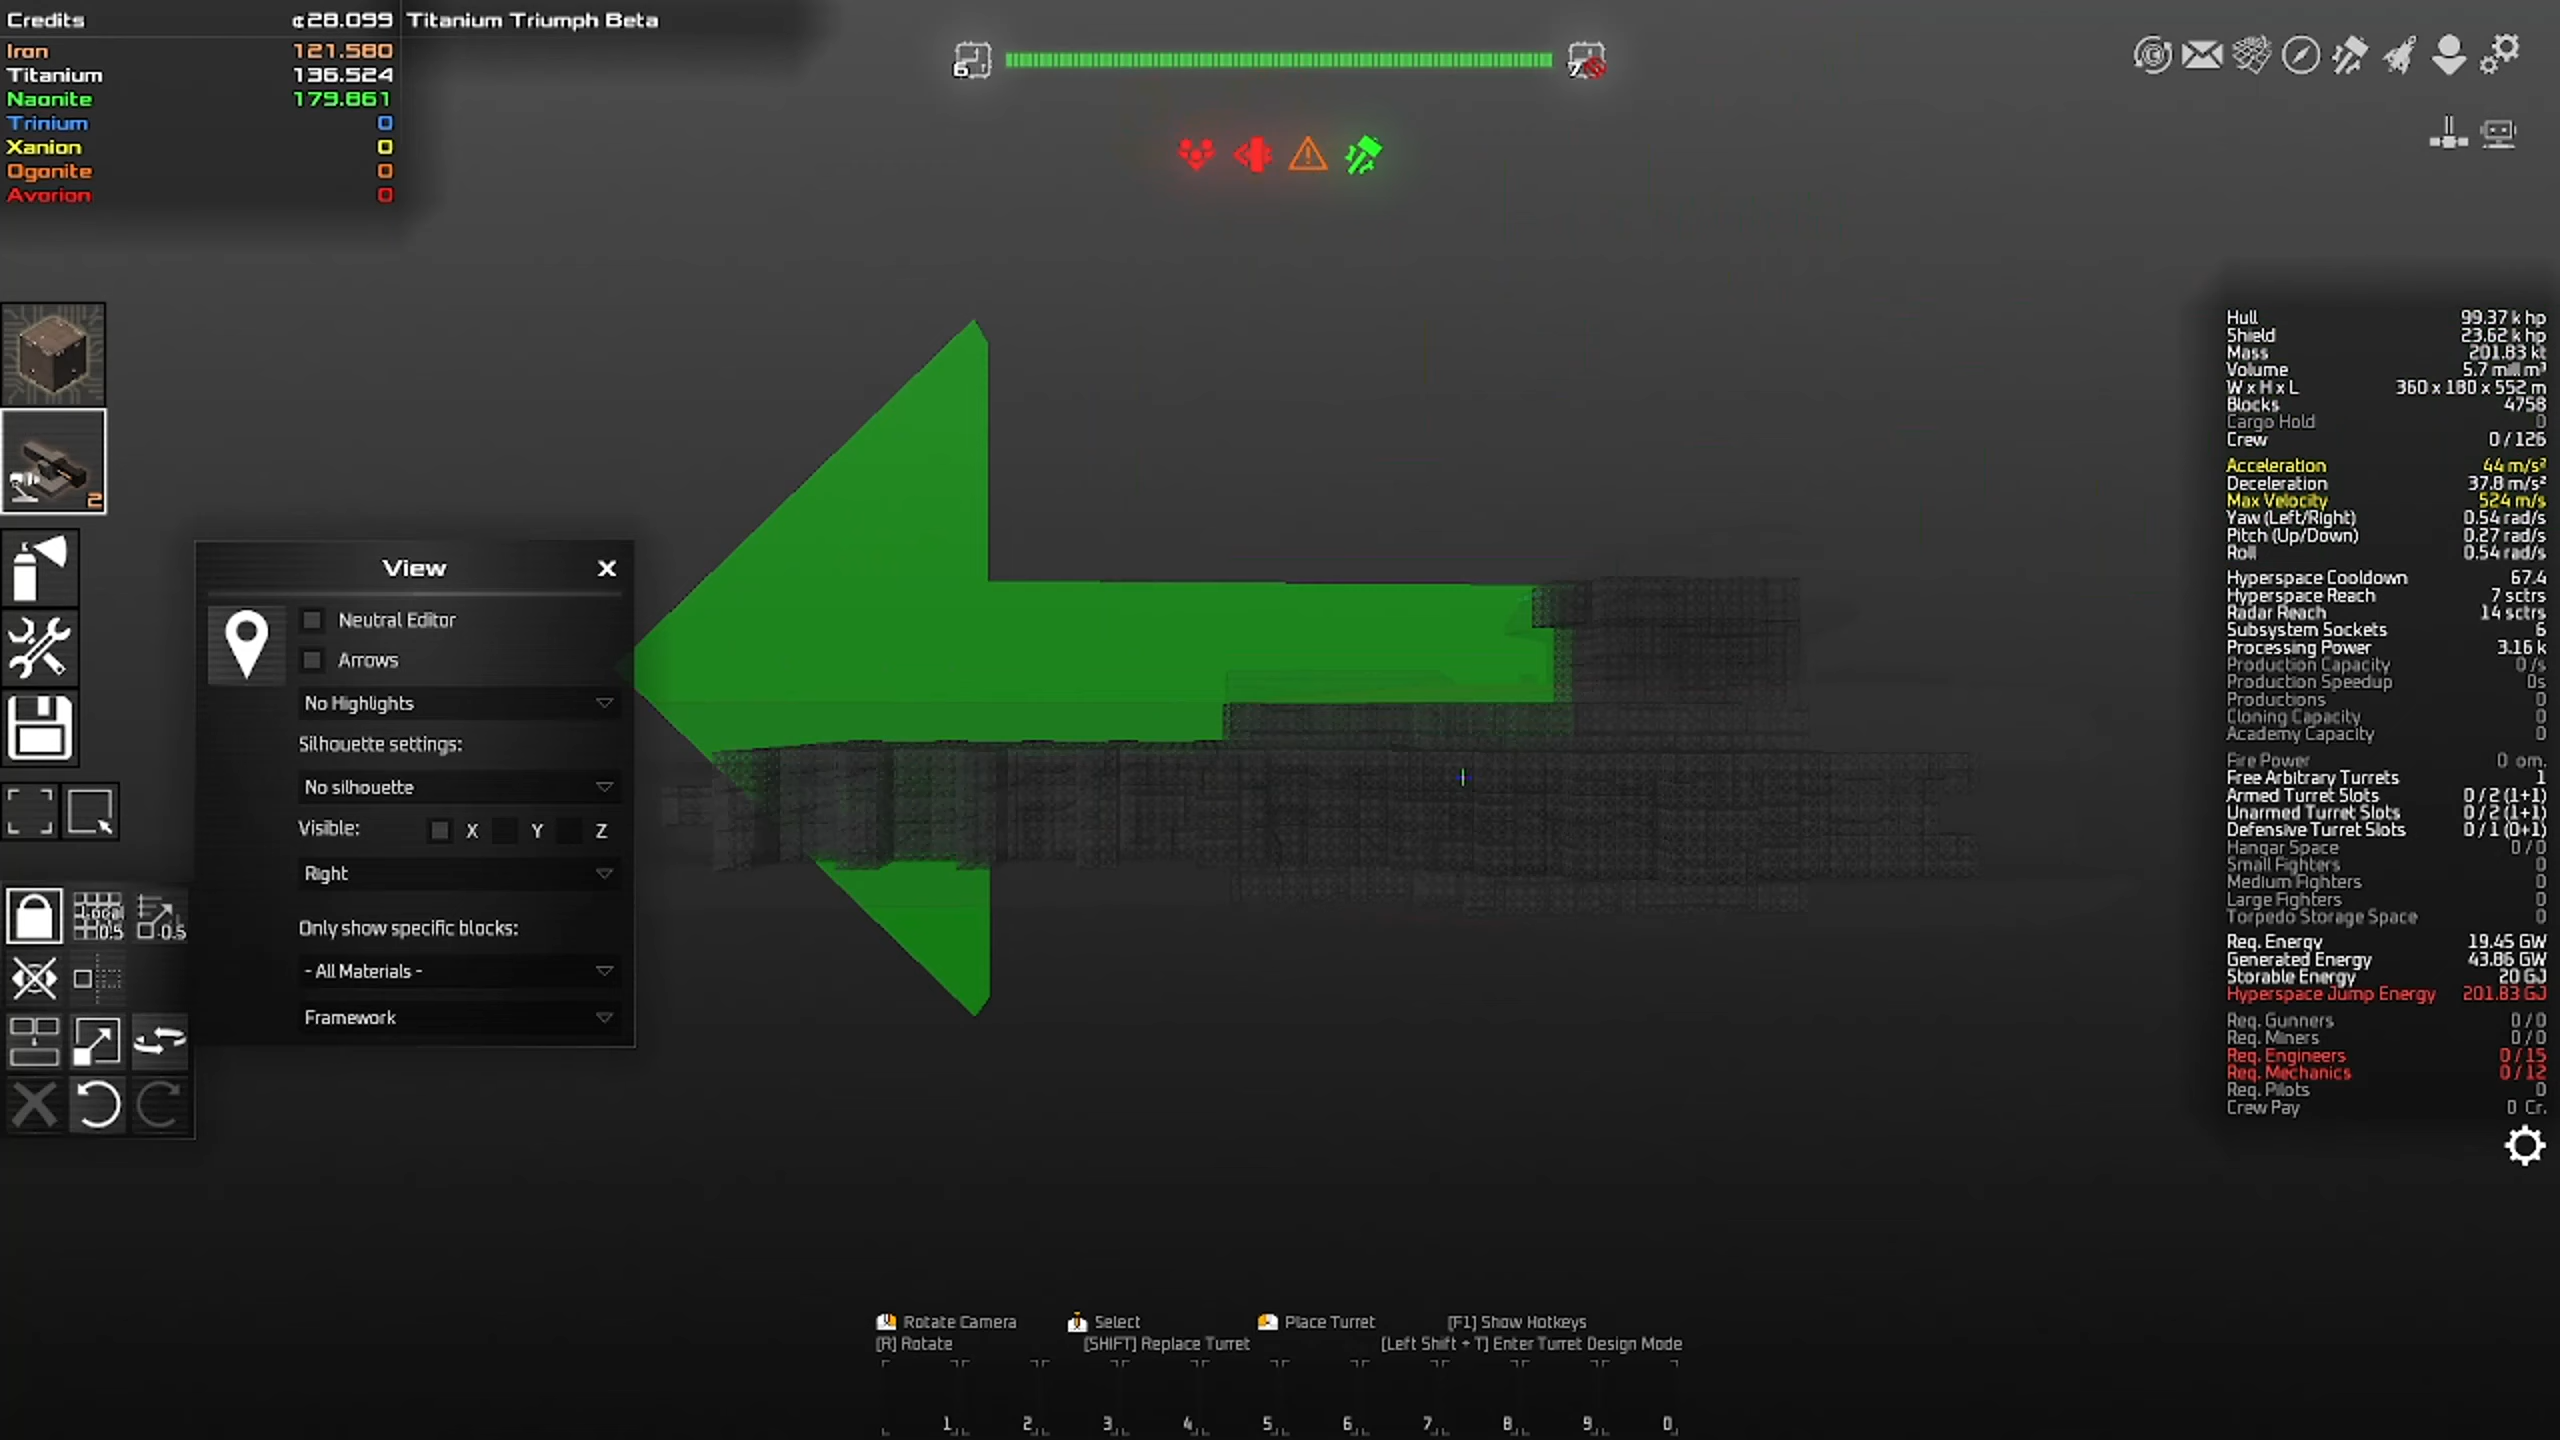 Credits ¢28.099 Titanium Triumph Beta
Iron 121.580
Titanium 136.524
Naonite 179.861
Trinium 0
Xanion 0
Ogonite 0
Avorion 0
6 7
2
View
Neutral Editor
Arrows
No Highlights
Silhouette settings:
No silhouette
Visible: X Y Z
Right
Only show specific blocks:
- All Materials -
Framework
Local
0.5 0.5
Hull 99.37 k hp
Shield 23.62 k hp
Mass 201.83 kt
Volume 5.7 mill m³
W x H x L 360 x 180 x 552 m
Blocks 4758
Cargo Hold 0
Crew 0 / 126
Acceleration 44 m/s²
Deceleration 37.8 m/s²
Max Velocity 524 m/s
Yaw (Left/Right) 0.54 rad/s
Pitch (Up/Down) 0.27 rad/s
Roll 0.54 rad/s
Hyperspace Cooldown 67.4
Hyperspace Reach 7 sctrs
Radar Reach 14 sctrs
Subsystem Sockets 6
Processing Power 3.16 k
Production Capacity 0 /s
Production Speedup 0s
Productions 0
Cloning Capacity 0
Academy Capacity 0
Fire Power 0 om.
Free Arbitrary Turrets 1
Armed Turret Slots 0 / 2 (1+1)
Unarmed Turret Slots 0 / 2 (1+1)
Defensive Turret Slots 0 / 1 (0+1)
Hangar Space 0 / 0
Small Fighters 0
Medium Fighters 0
Large Fighters 0
Torpedo Storage Space 0
Req. Energy 19.45 GW
Generated Energy 43.86 GW
Storable Energy 20 GJ
Hyperspace Jump Energy 201.83 GJ
Req. Gunners 0 / 0
Req. Miners 0 / 0
Req. Engineers 0 / 15
Req. Mechanics 0 / 12
Req. Pilots 0
Crew Pay 0 Cr.
Rotate Camera Select Place Turret [F1] Show Hotkeys
[R] Rotate [SHIFT] Replace Turret [Left Shift + T] Enter Turret Design Mode
1 2 3 4 5 6 7 8 9 0